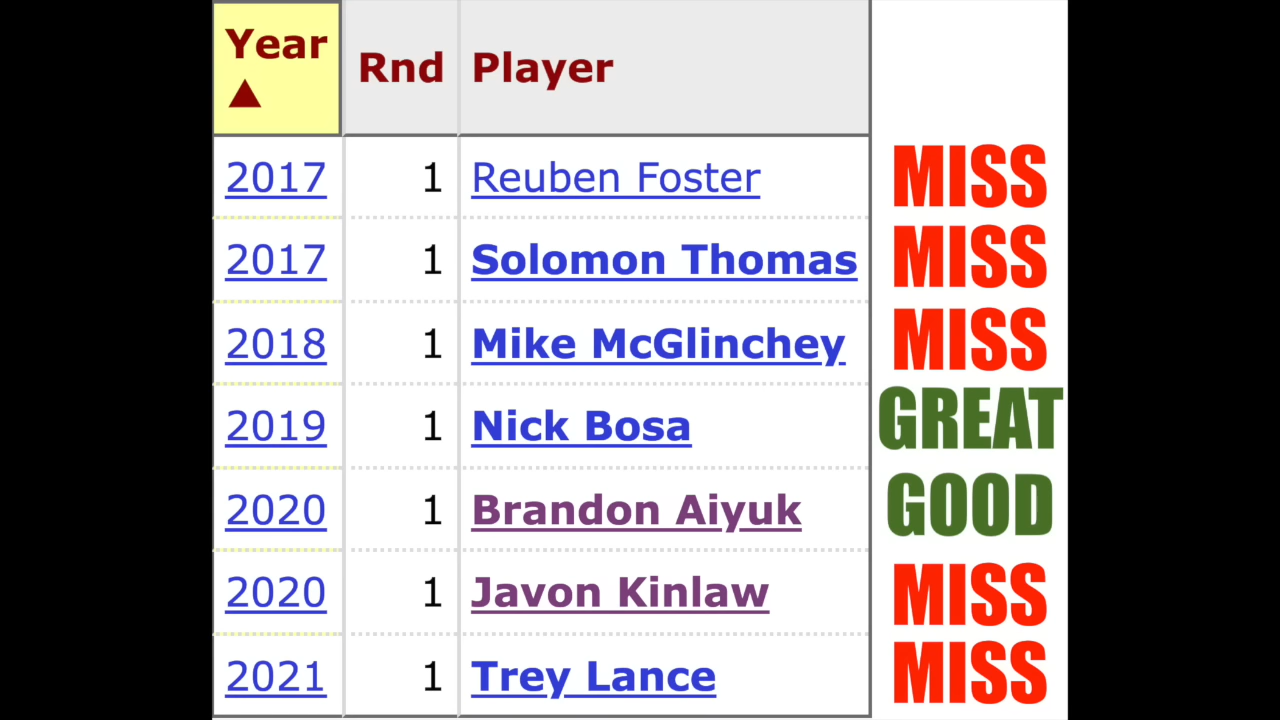 Year ▲ Rnd Player
2017 1 Reuben Foster MISS
2017 1 Solomon Thomas MISS
2018 1 Mike McGlinchey MISS
2019 1 Nick Bosa GREAT
2020 1 Brandon Aiyuk GOOD
2020 1 Javon Kinlaw MISS
2021 1 Trey Lance MISS